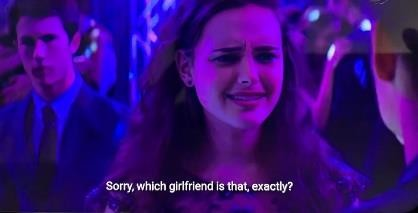 Sorry, which girlfriend is that, exactly?